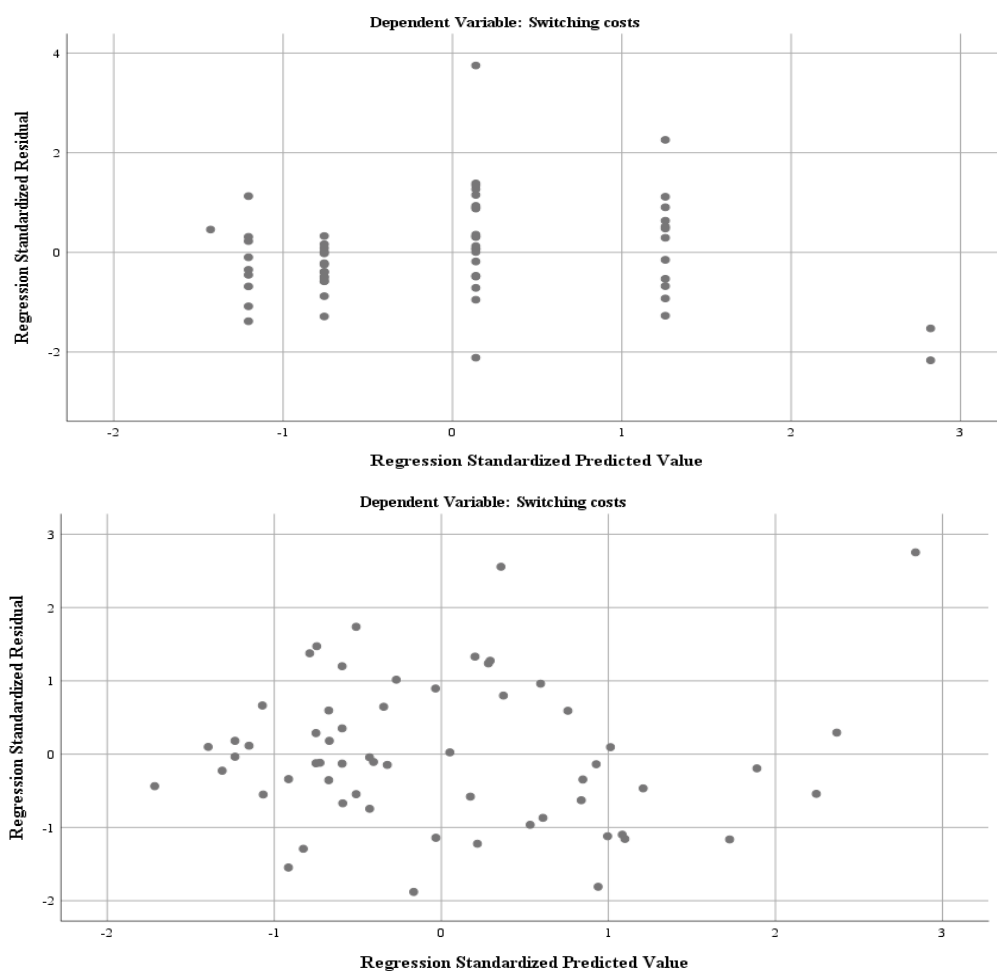 Dependent Variable: Switching costs
4
2
0
-2
Regression Standardized Residual
-2 -1 0 1 2 3
Regression Standardized Predicted Value
Dependent Variable: Switching costs
3
2
1
0
-1
-2
Regression Standardized Residual
-2 -1 0 1 2 3
Regression Standardized Predicted Value